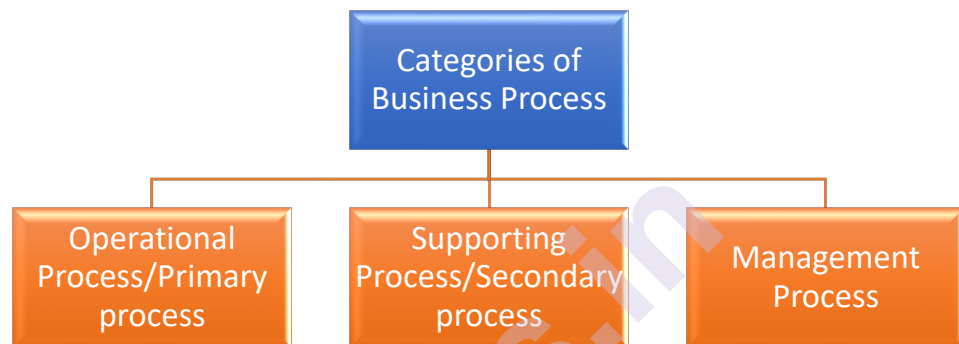 Categories of
Business Process
Operational
Process/Primary
process
Supporting
Process/Secondary
process
Management
Process